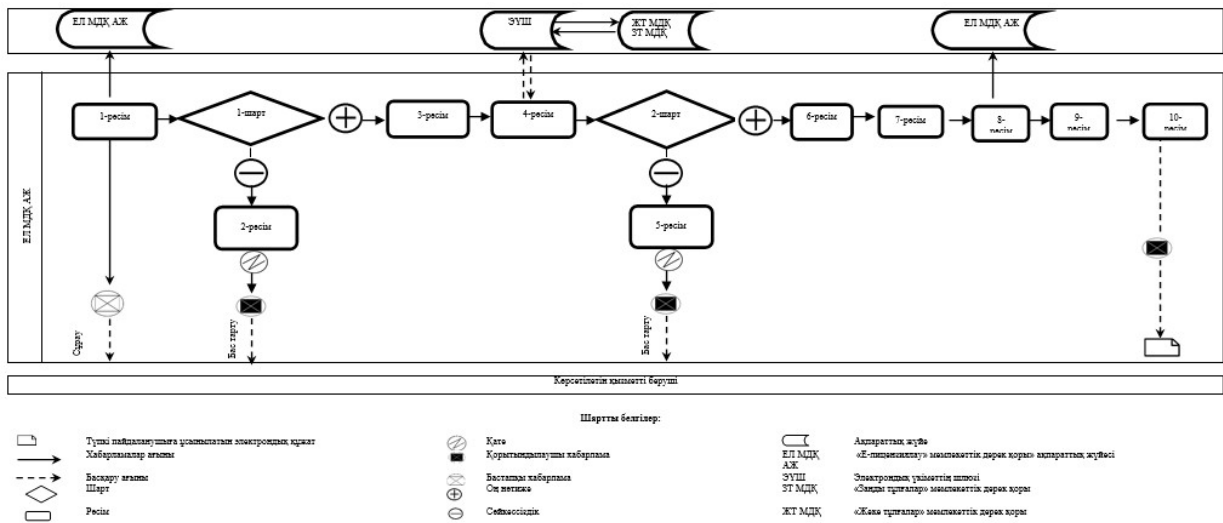 ЕЛ МДҚ АЖ
ЭҮШ
ЖТ МДҚ
ЗТ МДҚ
ЕЛ МДҚ АЖ
ЕЛ МДҚ АЖ
1-рәсім
1-шарт
3-рәсім
4-рәсім
2-шарт
6-рәсім
7-рәсім
8-
рәсім
9-
рәсім
10-
рәсім
2-рәсім
5-рәсім
Сұрау
Бас тарту
Бас тарту
Көрсетілетін қызметті беруші
Шартты белгілер:
Түпкі пайдаланушыға ұсынылатын электрондық құжат
Хабарламалар ағыны
Басқару ағыны
Шарт
Рәсім
Қате
Қорытындылаушы хабарлама
Бастапқы хабарлама
Оң нәтиже
Сәйкессіздік
Ақпараттық жүйе
ЕЛ МДҚ АЖ «Е-лицензиялау» мемлекеттік дерек қоры» ақпараттық жүйесі
ЭҮШ Электрондық үкіметтің шлюзі
ЗТ МДҚ «Заңды тұлғалар» мемлекеттік дерек қоры
ЖТ МДҚ «Жеке тұлғалар» мемлекеттік дерек қоры